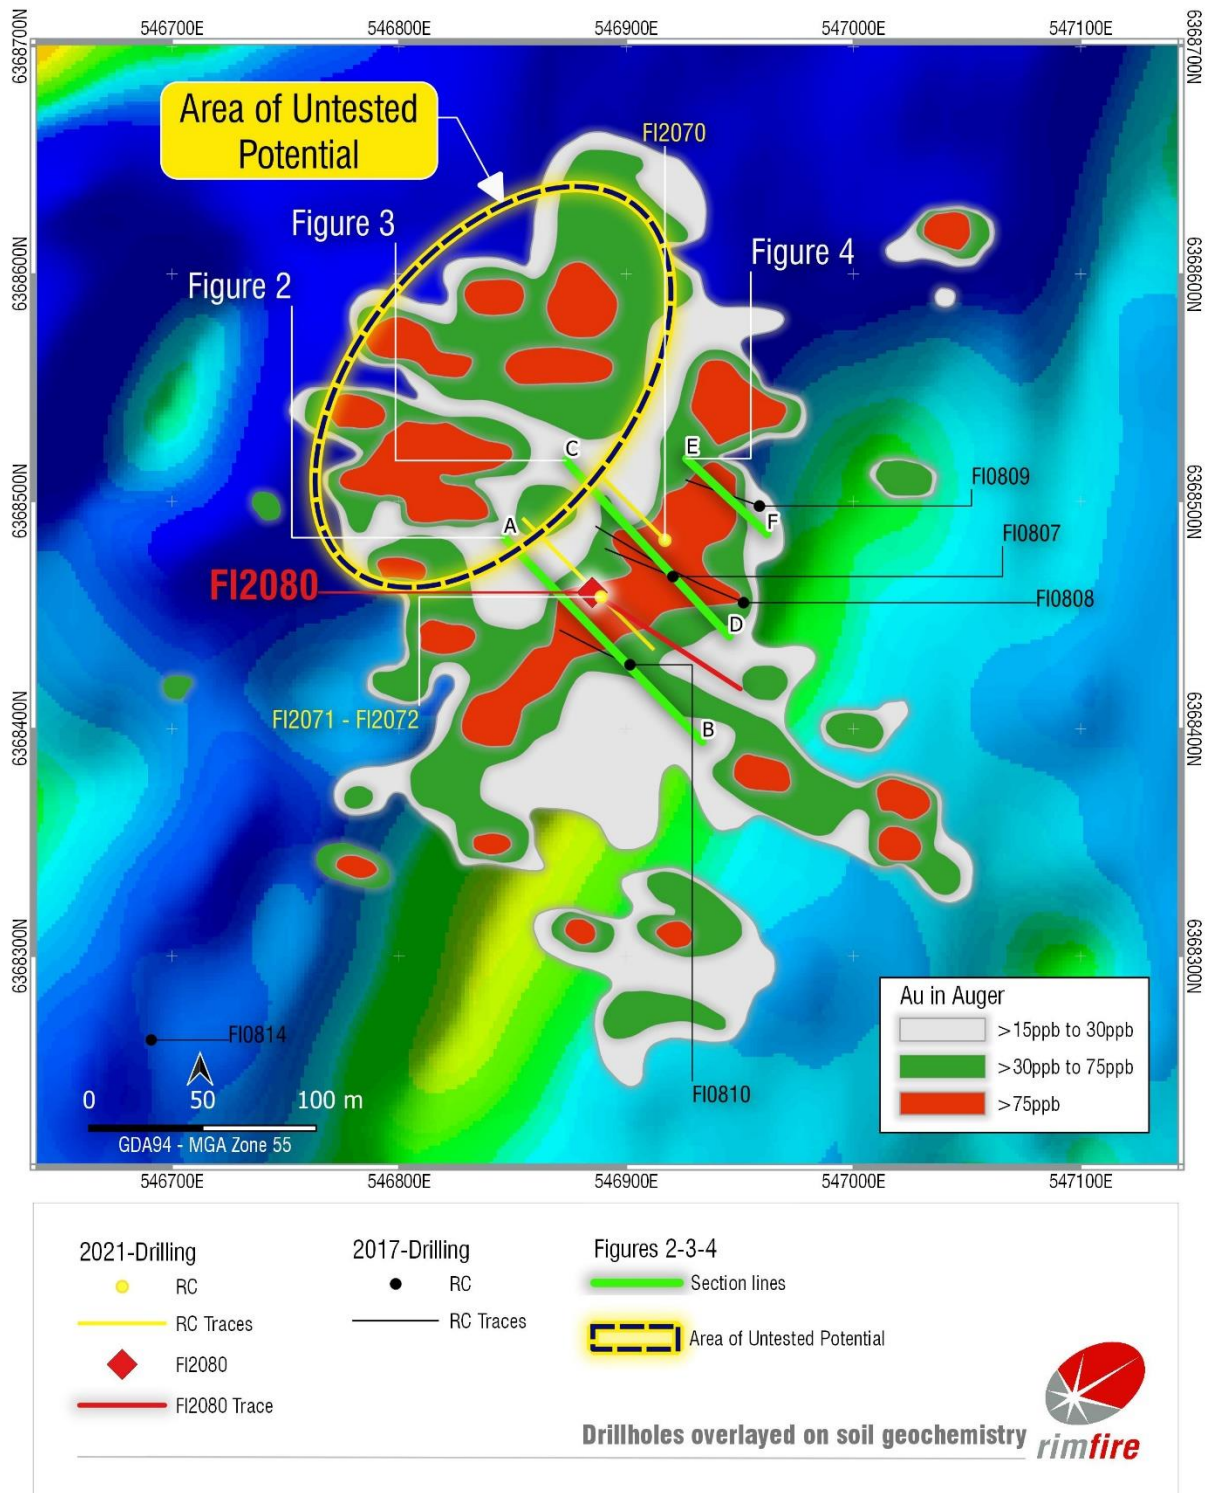 546700E 546800E 546900E 547000E 547100E
6368700N
6368700N
Area of Untested
Potential
FI2070
Figure 3
Figure 4
Figure 2
6368600N
6368600N
C
E
FI0809
6368500N
6368500N
A
F
FI0807
FI2080
FI0808
D
FI2071 - FI2072
B
6368400N
6368400N
6368300N
6368300N
Au in Auger
>15ppb to 30ppb
>30ppb to 75ppb
>75ppb
FI0814
FI0810
0 50 100 m
GDA94 - MGA Zone 55
546700E 546800E 546900E 547000E 547100E
2021-Drilling
RC
RC Traces
FI2080
FI2080 Trace
2017-Drilling
RC
RC Traces
Figures 2-3-4
Section lines
Area of Untested Potential
Drillholes overlayed on soil geochemistry
rimfire